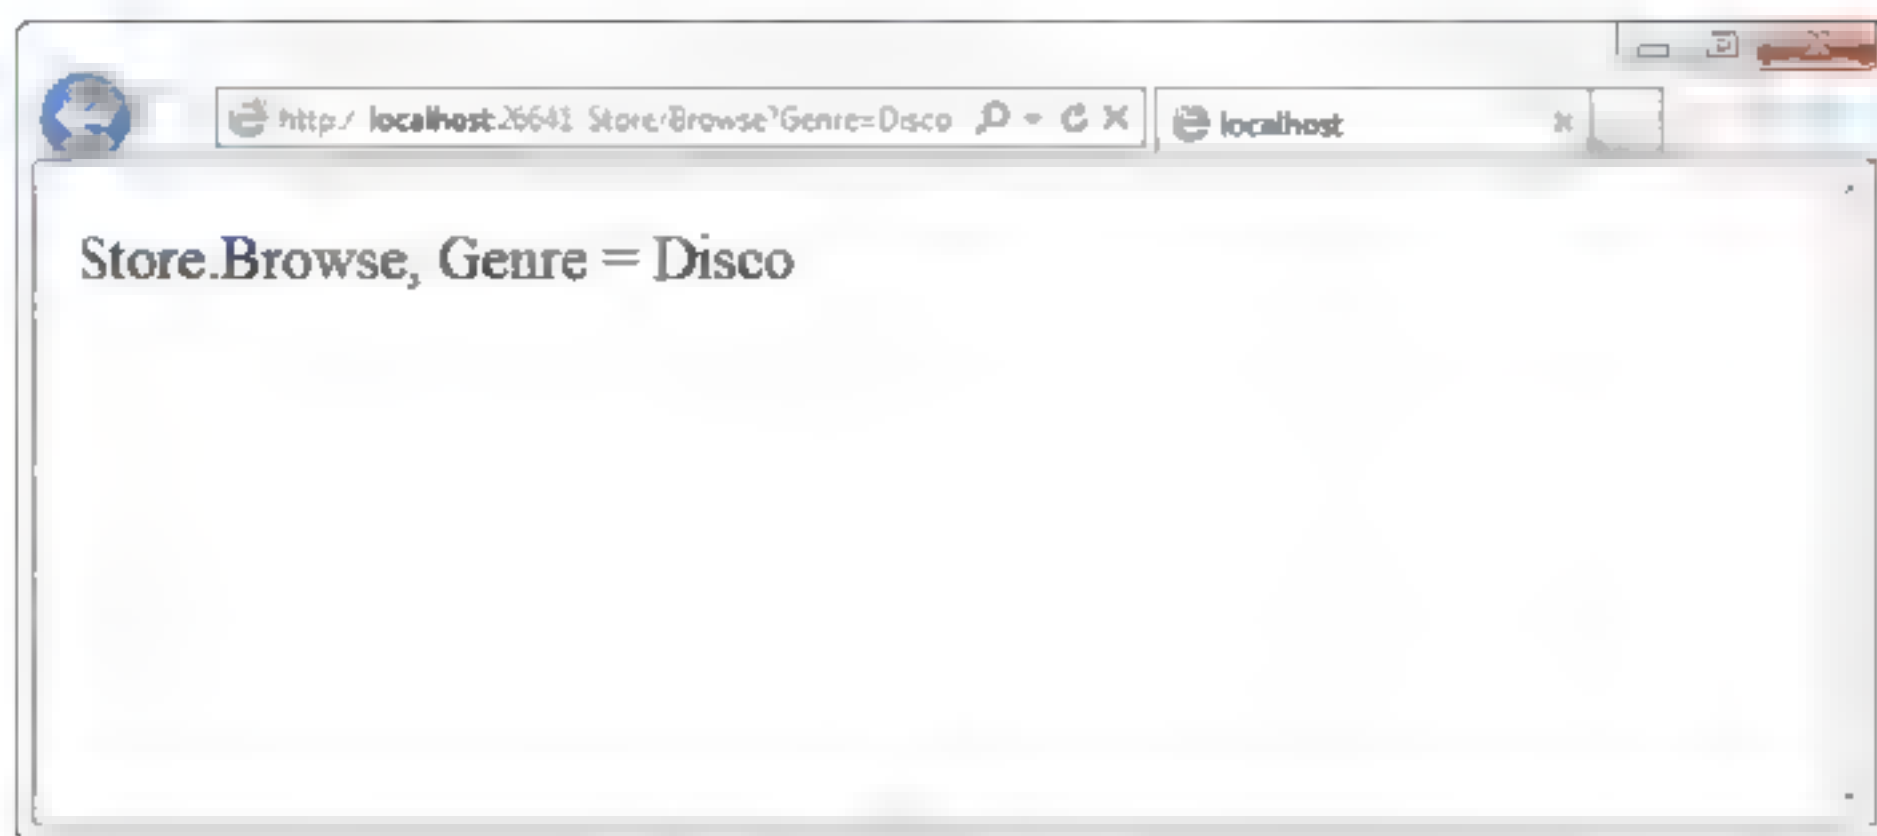 http:/ localhost:26641 Store/Browse?Genre=Disco
localhost
Store.Browse, Genre = Disco